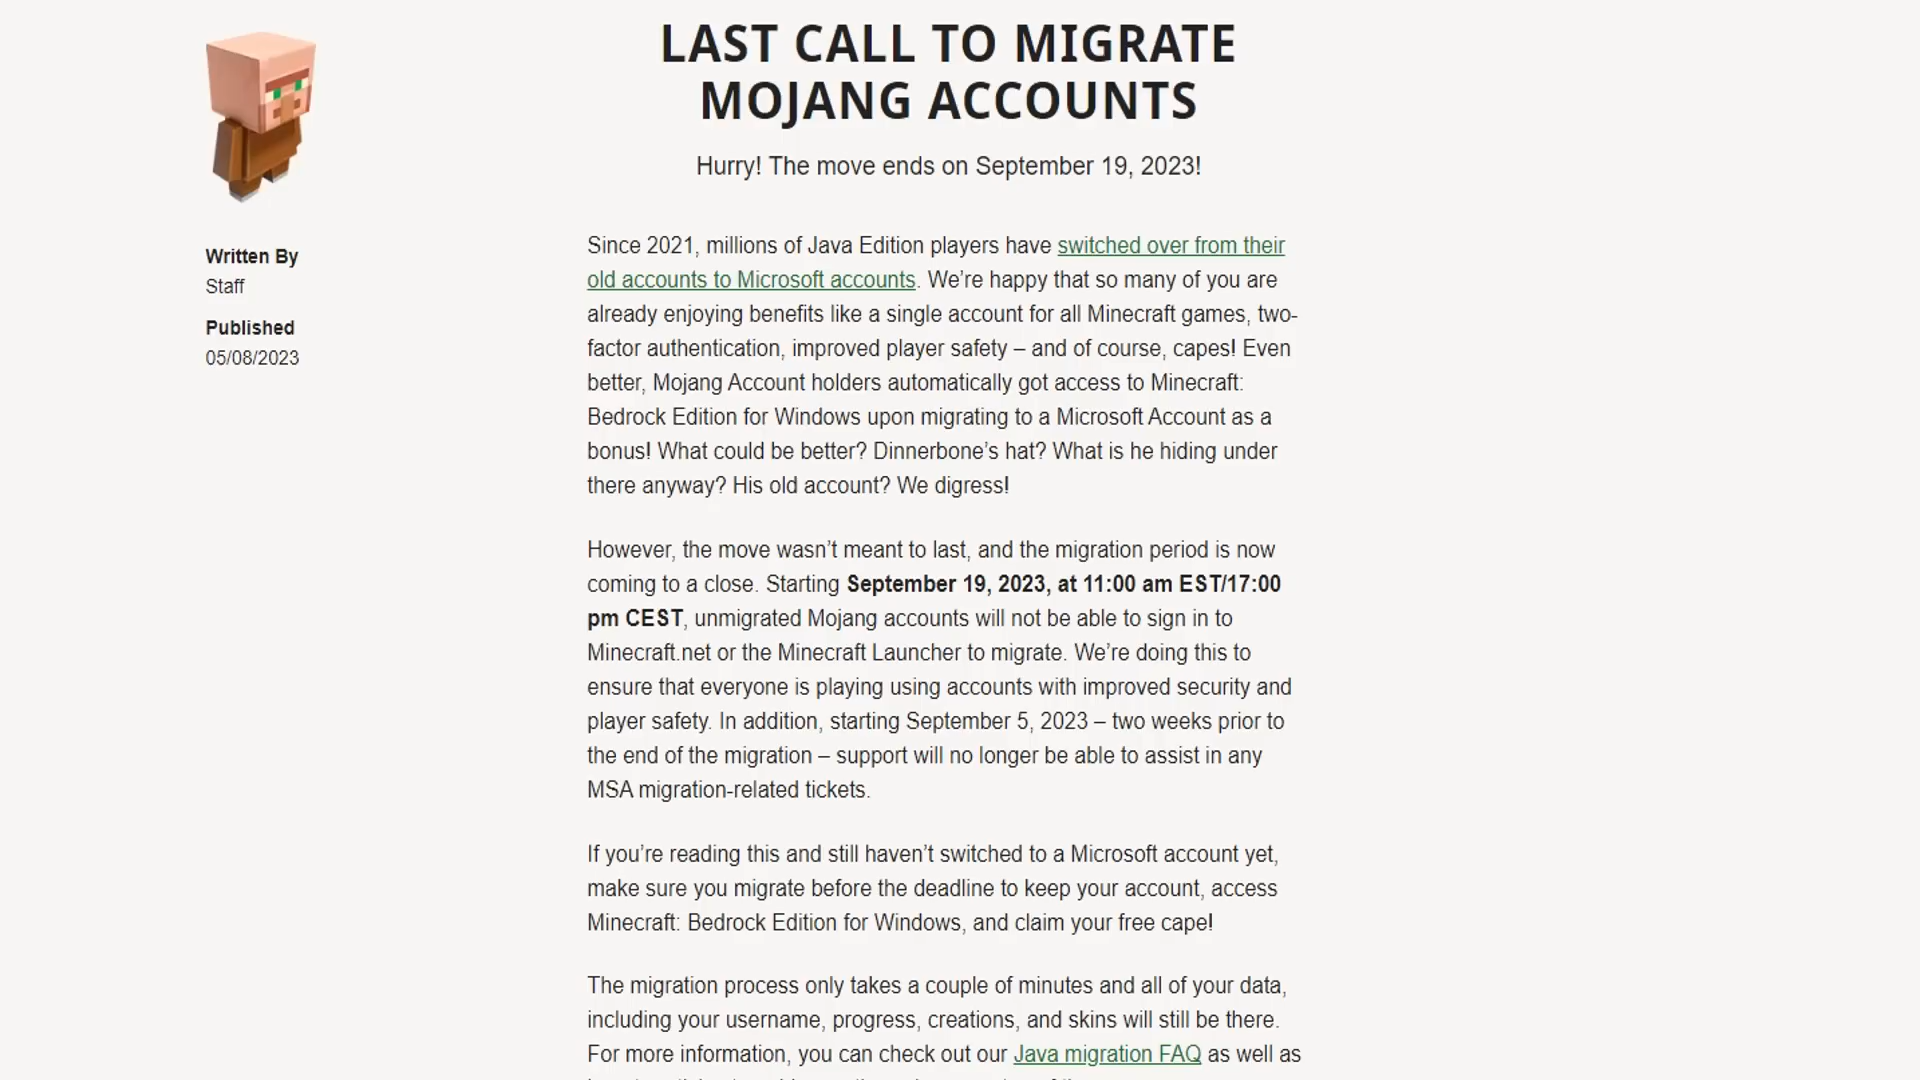 LAST CALL TO MIGRATE
MOJANG ACCOUNTS
Hurry! The move ends on September 19, 2023!
Written By
Staff
Published
05/08/2023
Since 2021, millions of Java Edition players have switched over from their
old accounts to Microsoft accounts. We’re happy that so many of you are
already enjoying benefits like a single account for all Minecraft games, two-
factor authentication, improved player safety – and of course, capes! Even
better, Mojang Account holders automatically got access to Minecraft:
Bedrock Edition for Windows upon migrating to a Microsoft Account as a
bonus! What could be better? Dinnerbone’s hat? What is he hiding under
there anyway? His old account? We digress!
However, the move wasn’t meant to last, and the migration period is now
coming to a close. Starting September 19, 2023, at 11:00 am EST/17:00
pm CEST, unmigrated Mojang accounts will not be able to sign in to
Minecraft.net or the Minecraft Launcher to migrate. We’re doing this to
ensure that everyone is playing using accounts with improved security and
player safety. In addition, starting September 5, 2023 – two weeks prior to
the end of the migration – support will no longer be able to assist in any
MSA migration-related tickets.
If you’re reading this and still haven’t switched to a Microsoft account yet,
make sure you migrate before the deadline to keep your account, access
Minecraft: Bedrock Edition for Windows, and claim your free cape!
The migration process only takes a couple of minutes and all of your data,
including your username, progress, creations, and skins will still be there.
For more information, you can check out our Java migration FAQ as well as